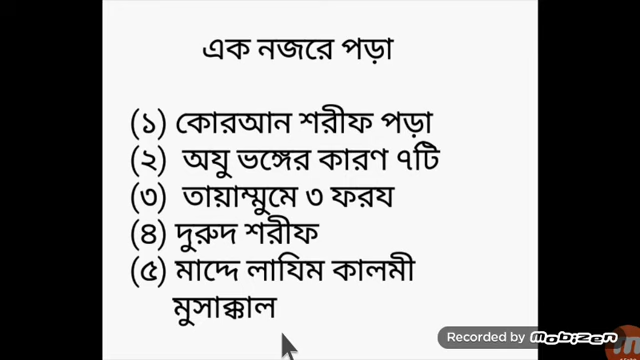 এক নজরে পড়া
(১) কোরআন শরীফ পড়া
(২) অযু ভঙ্গের কারণ ৭টি
(৩) তায়াম্মুমে ৩ ফরয
(৪) দুরুদ শরীফ
(৫) মাদ্দে লাযিম কালমী
মুসাক্কাল
Recorded by Mobizen